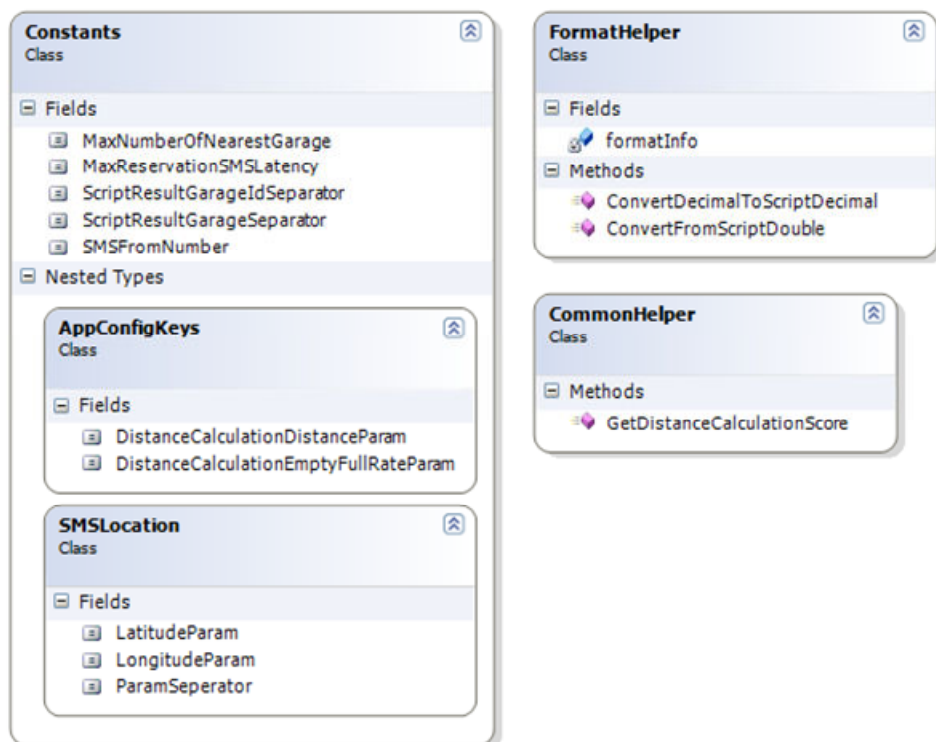 Constants
Class
Fields
MaxNumberOfNearestGarage
MaxReservationSMSLatency
ScriptResultGarageIdSeparator
ScriptResultGarageSeparator
SMSFromNumber
Nested Types
AppConfigKeys
Class
Fields
DistanceCalculationDistanceParam
DistanceCalculationEmptyFullRateParam
SMSLocation
Class
Fields
LatitudeParam
LongitudeParam
ParamSeperator
FormatHelper
Class
Fields
formatInfo
Methods
ConvertDecimalToScriptDecimal
ConvertFromScriptDouble
CommonHelper
Class
Methods
GetDistanceCalculationScore